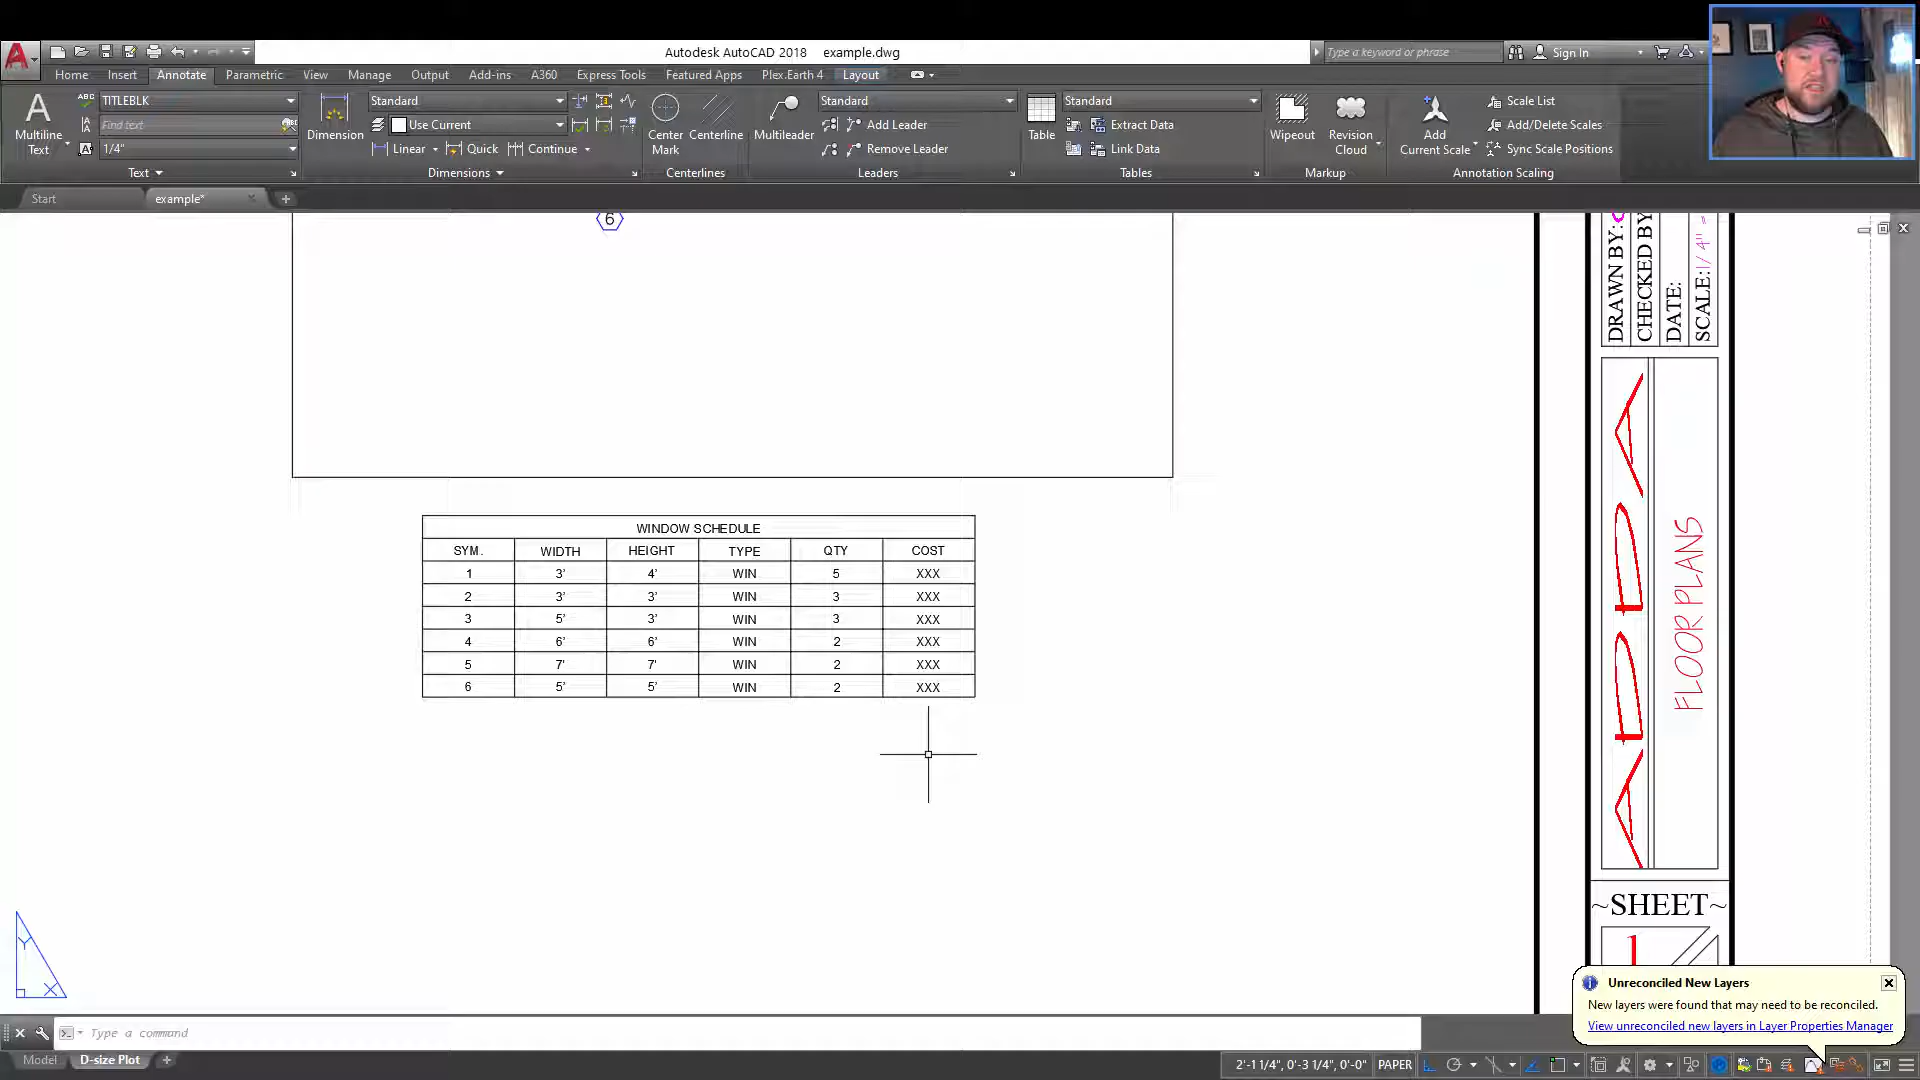 Autodesk AutoCAD 2018 example.dwg
Type a keyword or phrase
Sign In
Home Insert Annotate Parametric View Manage Output Add-ins A360 Express Tools Featured Apps Plex.Earth 4 Layout
Multiline
Text
ABC
TITLEBLK
Find text
1/4"
Text
Dimension
Standard
Use Current
Linear Quick Continue
Dimensions
Center
Mark
Centerline
Centerlines
Multileader
Standard
Add Leader
Remove Leader
Leaders
Table
Standard
Extract Data
Link Data
Tables
Wipeout
Revision
Cloud
Markup
Add
Current Scale
Scale List
Add/Delete Scales
Sync Scale Positions
Annotation Scaling
Start example*
6
WINDOW SCHEDULE
SYM. WIDTH HEIGHT TYPE QTY COST
1 3' 4' WIN 5 XXX
2 3' 3' WIN 3 XXX
3 5' 3' WIN 3 XXX
4 6' 6' WIN 2 XXX
5 7' 7' WIN 2 XXX
6 5' 5' WIN 2 XXX
DRAWN BY:
CHECKED BY
DATE:
SCALE:1/4" =
FLOOR PLANS
~SHEET~
1
Y
X
Unreconciled New Layers
New layers were found that may need to be reconciled.
View unreconciled new layers in Layer Properties Manager
Type a command
Model D-size Plot
2'-1 1/4", 0'-3 1/4", 0'-0" PAPER